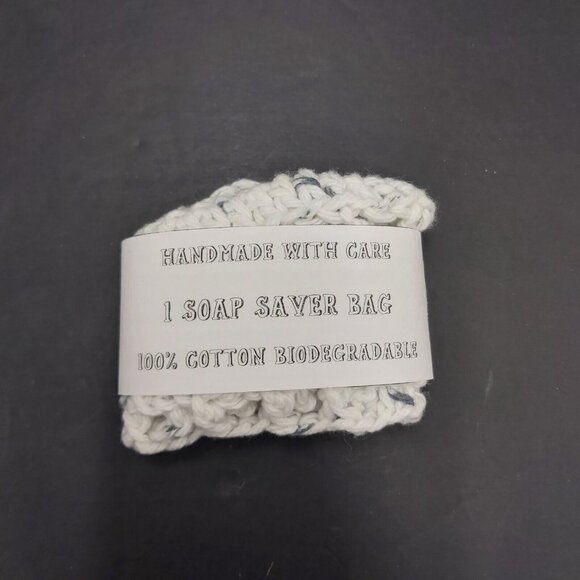 HANDMADE WITH CARE
1 SOAP SAVER BAG
100% COTTON BIODEGRADABLE